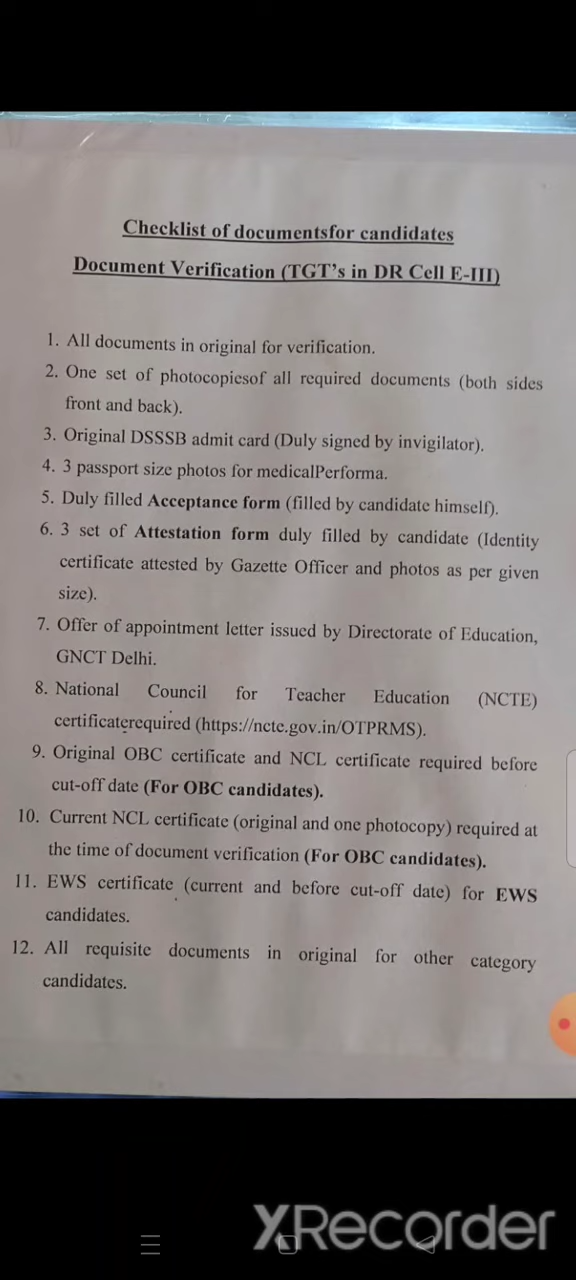 Checklist of documentsfor candidates
Document Verification (TGT's in DR Cell E-III)
1. All documents in original for verification.
2. One set of photocopiesof all required documents (both sides
front and back).
3. Original DSSSB admit card (Duly signed by invigilator).
4. 3 passport size photos for medicalPerforma.
5. Duly filled Acceptance form (filled by candidate himself).
6. 3 set of Attestation form duly filled by candidate (Identity
certificate attested by Gazette Officer and photos as per given
size).
7. Offer of appointment letter issued by Directorate of Education,
GNCT Delhi.
8. National Council for Teacher Education (NCTE)
certificaterequired (https://ncte.gov.in/OTPRMS).
9. Original OBC certificate and NCL certificate required before
cut-off date (For OBC candidates).
10. Current NCL certificate (original and one photocopy) required at
the time of document verification (For OBC candidates).
11. EWS certificate (current and before cut-off date) for EWS
candidates.
12. All requisite documents in original for other category
candidates.
XRecorder